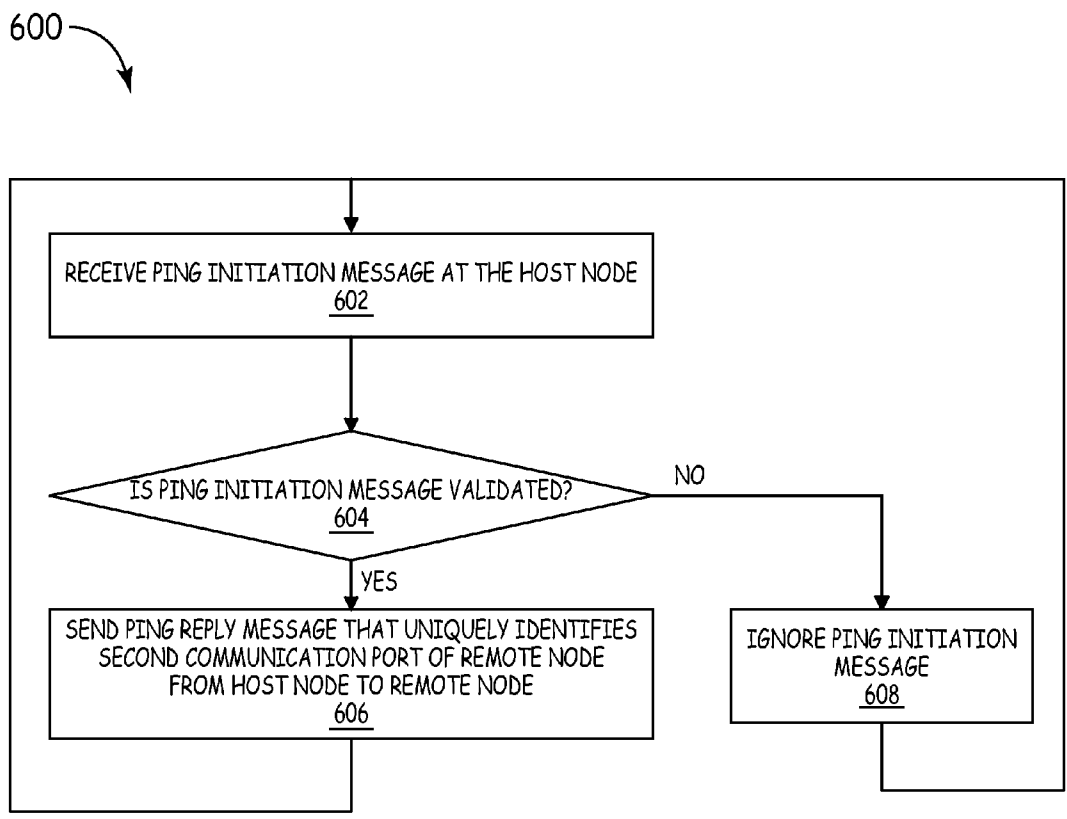 600
RECEIVE PING INITIATION MESSAGE AT THE HOST NODE
602
IS PING INITIATION MESSAGE VALIDATED?
604
NO
YES
SEND PING REPLY MESSAGE THAT UNIQUELY IDENTIFIES
SECOND COMMUNICATION PORT OF REMOTE NODE
FROM HOST NODE TO REMOTE NODE
606
IGNORE PING INITIATION
MESSAGE
608